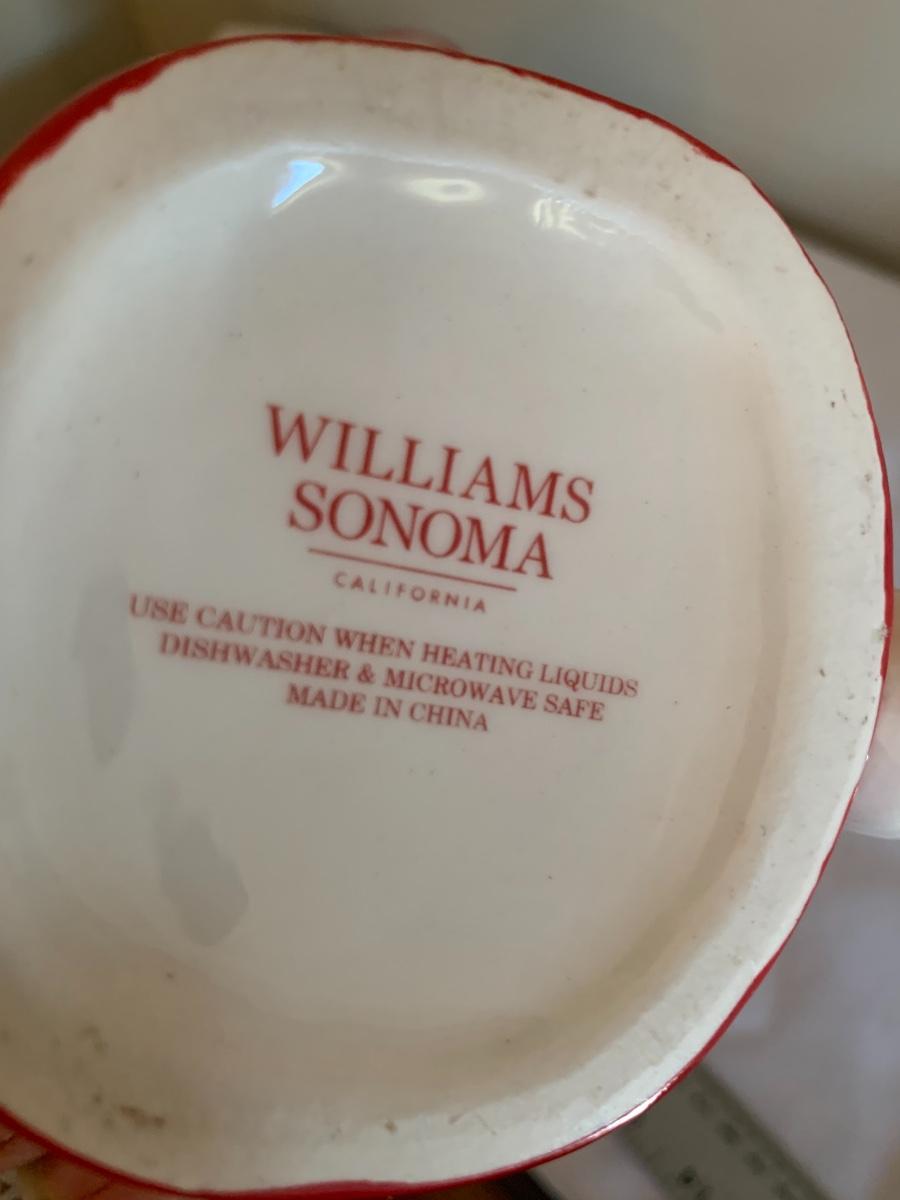 WILLIAMS
SONOMA
CALIFORNIA
USE CAUTION WHEN HEATING LIQUIDS
DISHWASHER & MICROWAVE SAFE
MADE IN CHINA